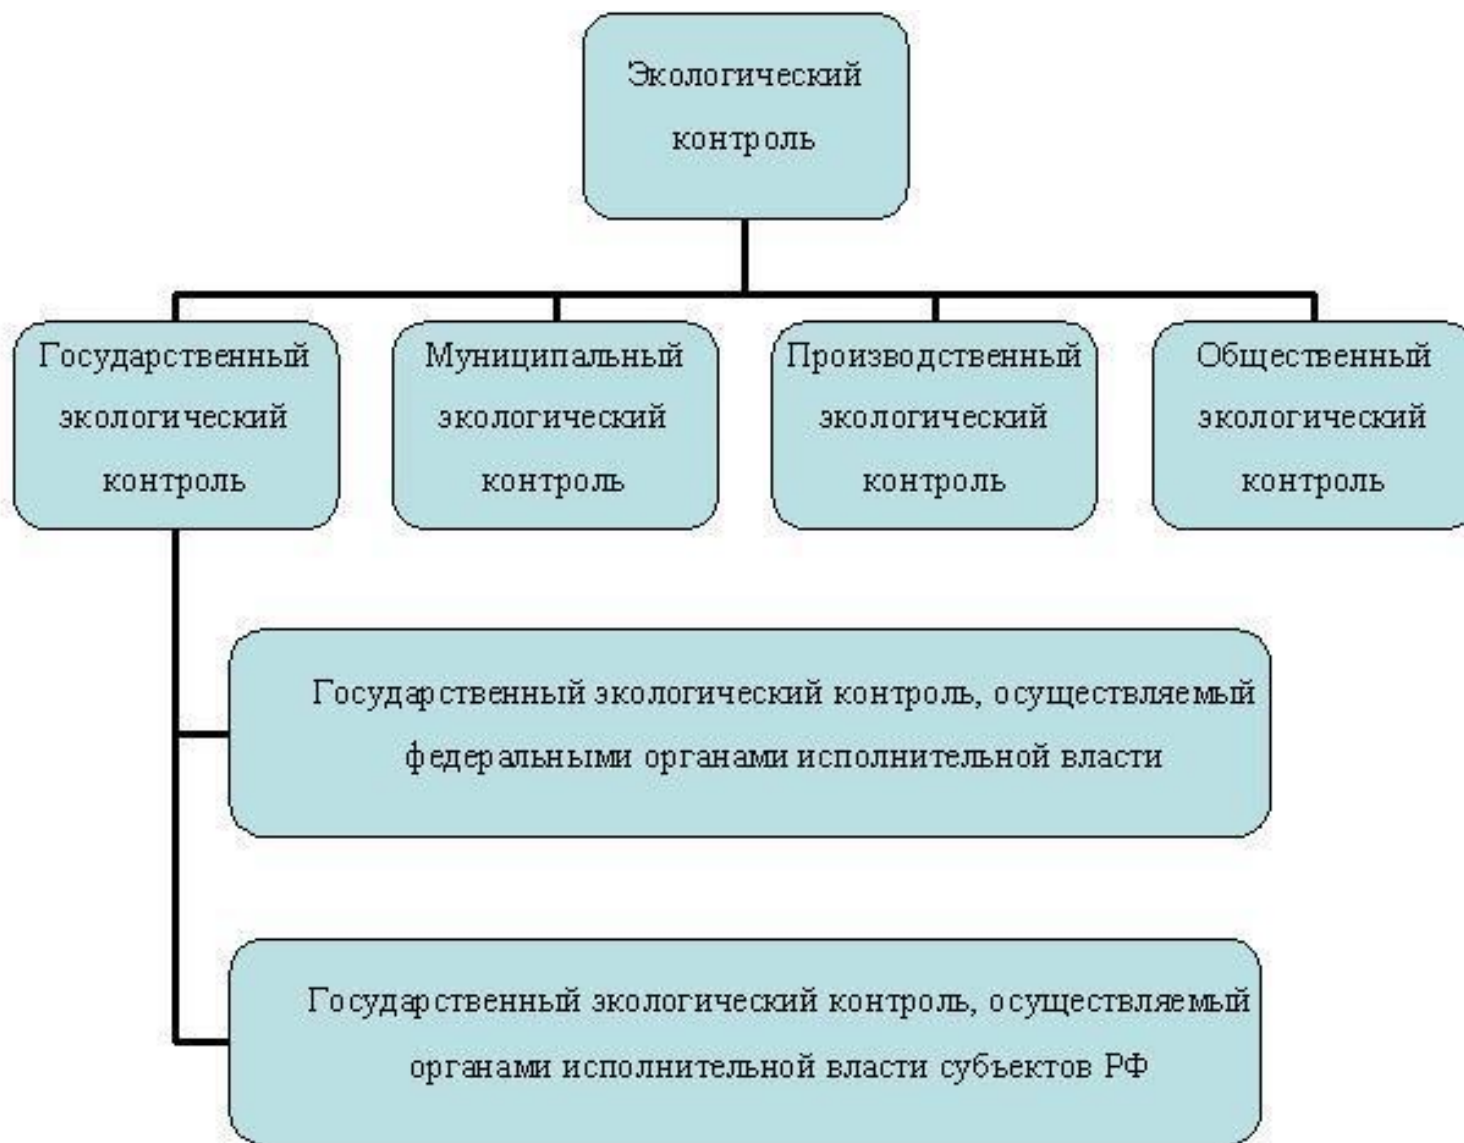 Экологический
контроль
Государственный
экологический
контроль
Муниципальный
экологический
контроль
Производственный
экологический
контроль
Общественный
экологический
контроль
Государственный экологический контроль, осуществляемый
федеральными органами исполнительной власти
Государственный экологический контроль, осуществляемый
органами исполнительной власти субъектов РФ